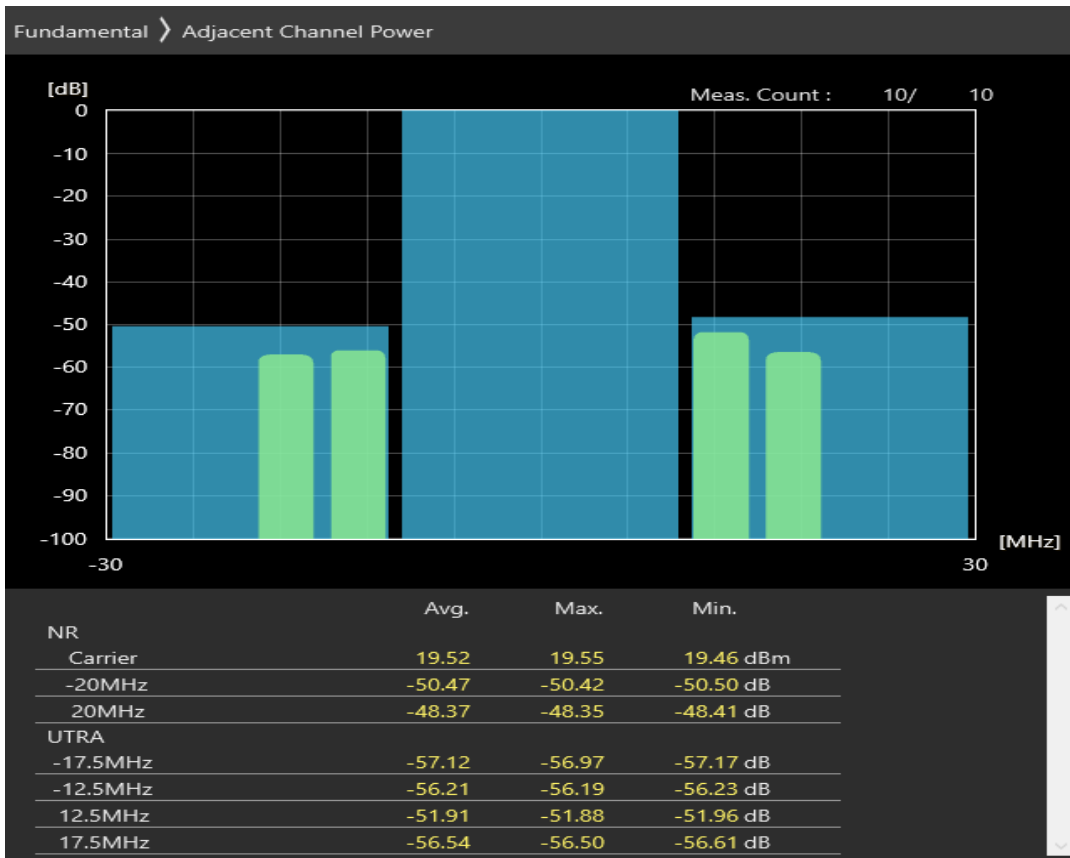 Fundamental 〉 Adjacent Channel Power
[dB]
Meas. Count : 10/ 10
0
-10
-20
-30
-40
-50
-60
-70
-80
-90
-100
[MHz]
-30 30
Avg. Max. Min.
NR
Carrier 19.52 19.55 19.46 dBm
-20MHz -50.47 -50.42 -50.50 dB
20MHz -48.37 -48.35 -48.41 dB
UTRA
-17.5MHz -57.12 -56.97 -57.17 dB
-12.5MHz -56.21 -56.19 -56.23 dB
12.5MHz -51.91 -51.88 -51.96 dB
17.5MHz -56.54 -56.50 -56.61 dB